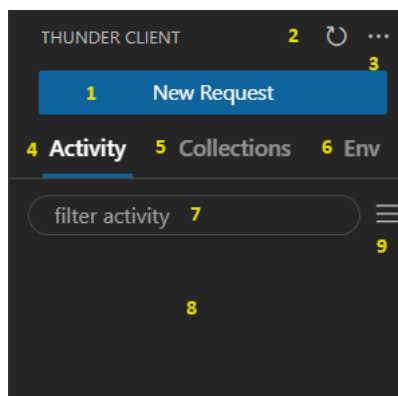 THUNDER CLIENT 2 ...
3
1 New Request
4 Activity 5 Collections 6 Env
filter activity 7
9
8